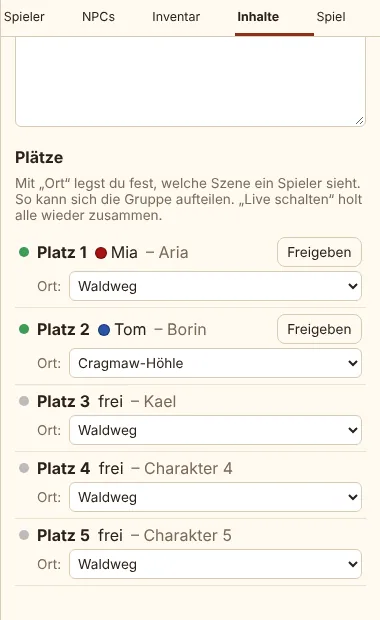 Spieler NPCs Inventar Inhalte Spiel
Plätze
Mit „Ort“ legst du fest, welche Szene ein Spieler sieht.
So kann sich die Gruppe aufteilen. „Live schalten“ holt
alle wieder zusammen.
Platz 1 Mia – Aria Freigeben
Ort: Waldweg
Platz 2 Tom – Borin Freigeben
Ort: Cragmaw-Höhle
Platz 3 frei – Kael
Ort: Waldweg
Platz 4 frei – Charakter 4
Ort: Waldweg
Platz 5 frei – Charakter 5
Ort: Waldweg